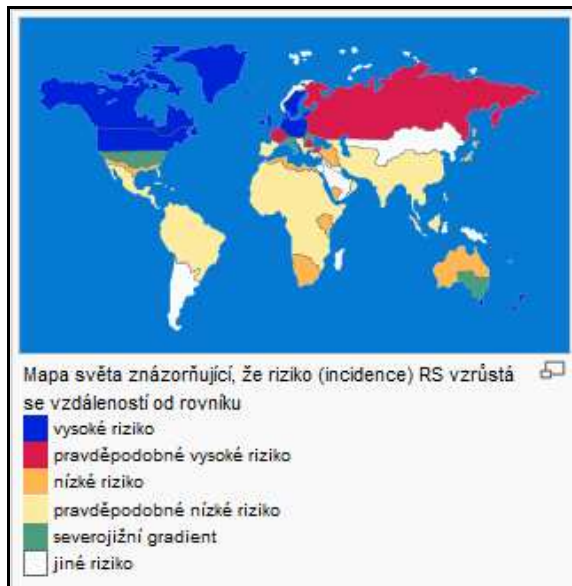 Mapa světa znázorňující, že riziko (incidence) RS vzrůstá
se vzdáleností od rovníku
vysoké riziko
pravděpodobné vysoké riziko
nízké riziko
pravděpodobné nízké riziko
severojižní gradient
jiné riziko